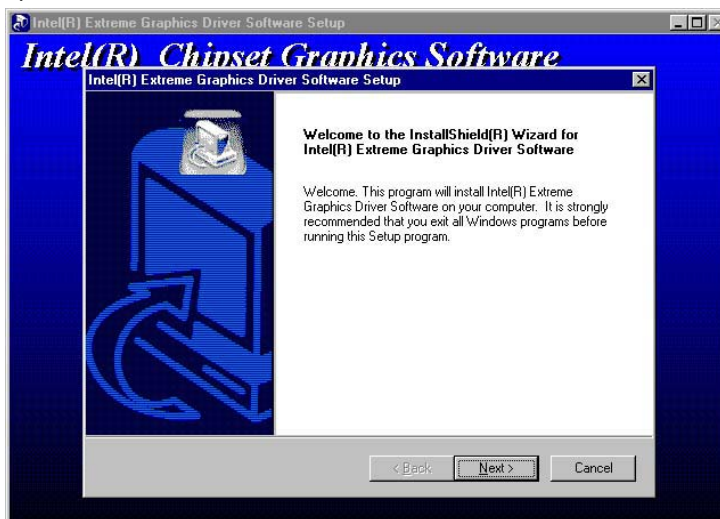 Intel(R) Extreme Graphics Driver Software Setup
Intel(R) Chipset Graphics Software
Intel(R) Extreme Graphics Driver Software Setup
Welcome to the InstallShield(R) Wizard for
Intel(R) Extreme Graphics Driver Software
Welcome. This program will install Intel(R) Extreme
Graphics Driver Software on your computer. It is strongly
recommended that you exit all Windows programs before
running this Setup program.
< Back Next > Cancel